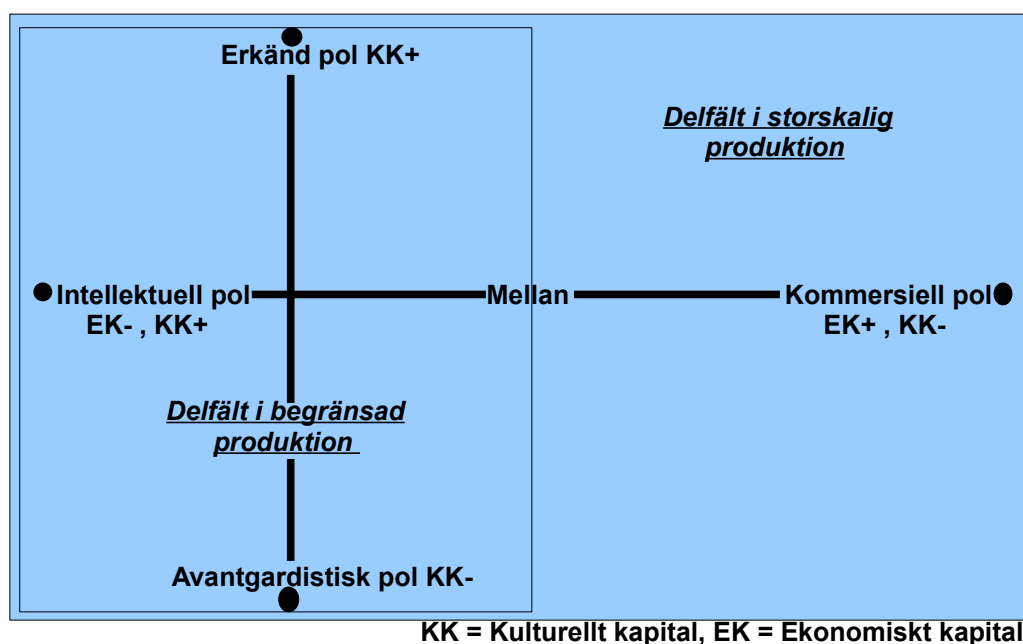 Erkänd pol KK+
Delfält i storskalig
produktion
Intellektuell pol
EK- , KK+
Mellan
Kommersiell pol
EK+ , KK-
Delfält i begränsad
produktion
Avantgardistisk pol KK-
KK = Kulturellt kapital, EK = Ekonomiskt kapital